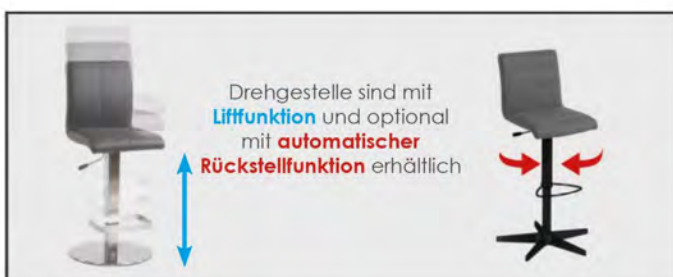 Drehgestelle sind mit
Liftfunktion und optional
mit automatischer
Rückstellfunktion erhältlich